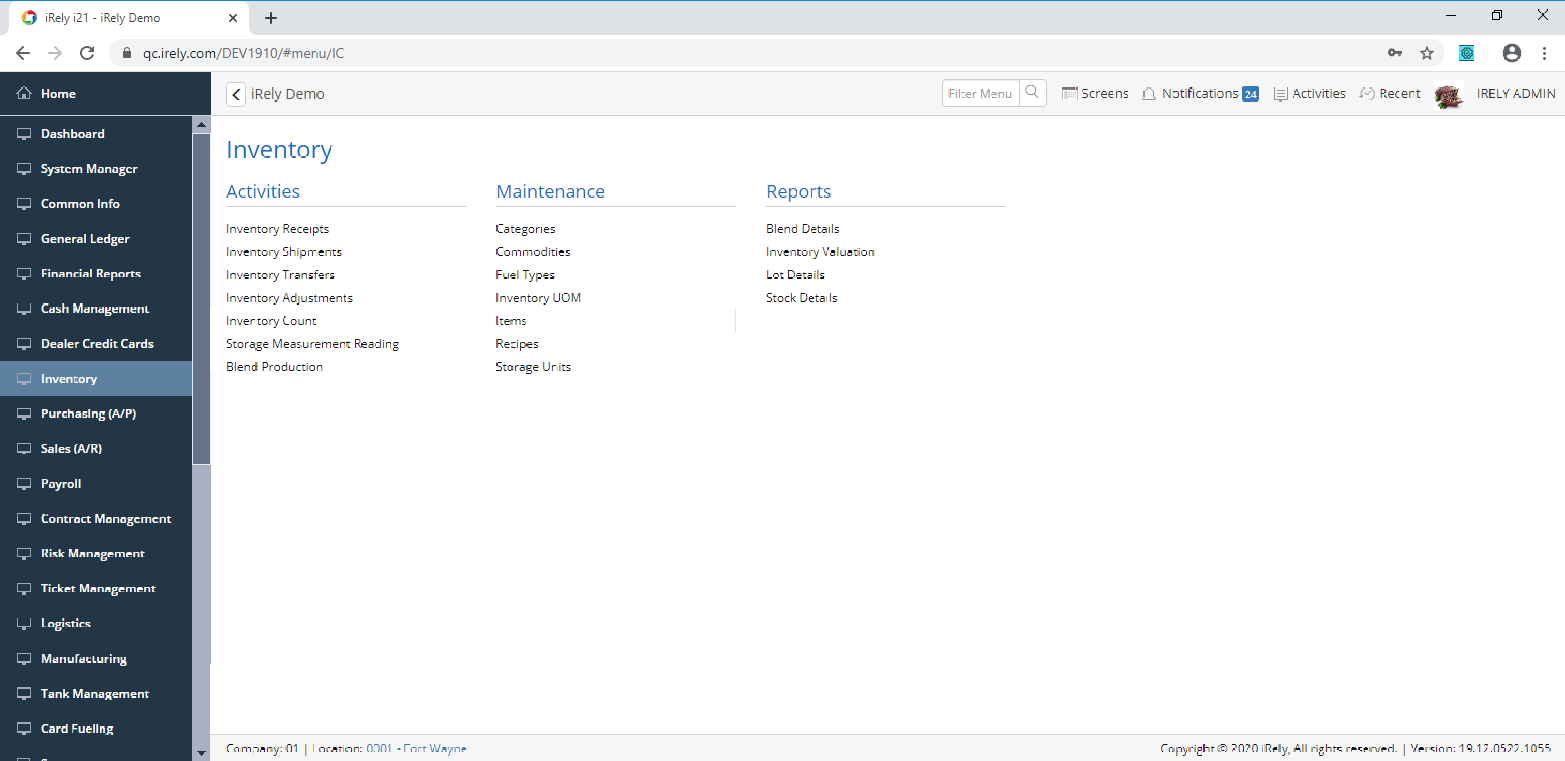 iRely i21 - iRely Demo
qc.irely.com/DEV1910/#menu/IC
Home
iRely Demo
Filter Menu
Screens
Notifications 24
Activities
Recent
IRELY ADMIN
Dashboard
System Manager
Common Info
General Ledger
Financial Reports
Cash Management
Dealer Credit Cards
Inventory
Purchasing (A/P)
Sales (A/R)
Payroll
Contract Management
Risk Management
Ticket Management
Logistics
Manufacturing
Tank Management
Card Fueling
Inventory
Activities
Inventory Receipts
Inventory Shipments
Inventory Transfers
Inventory Adjustments
Inventory Count
Storage Measurement Reading
Blend Production
Maintenance
Categories
Commodities
Fuel Types
Inventory UOM
Items
Recipes
Storage Units
Reports
Blend Details
Inventory Valuation
Lot Details
Stock Details
Company: 01 | Location: 0001 - Fort Wayne
Copyright © 2020 iRely, All rights reserved. | Version: 19.12.0522.1055